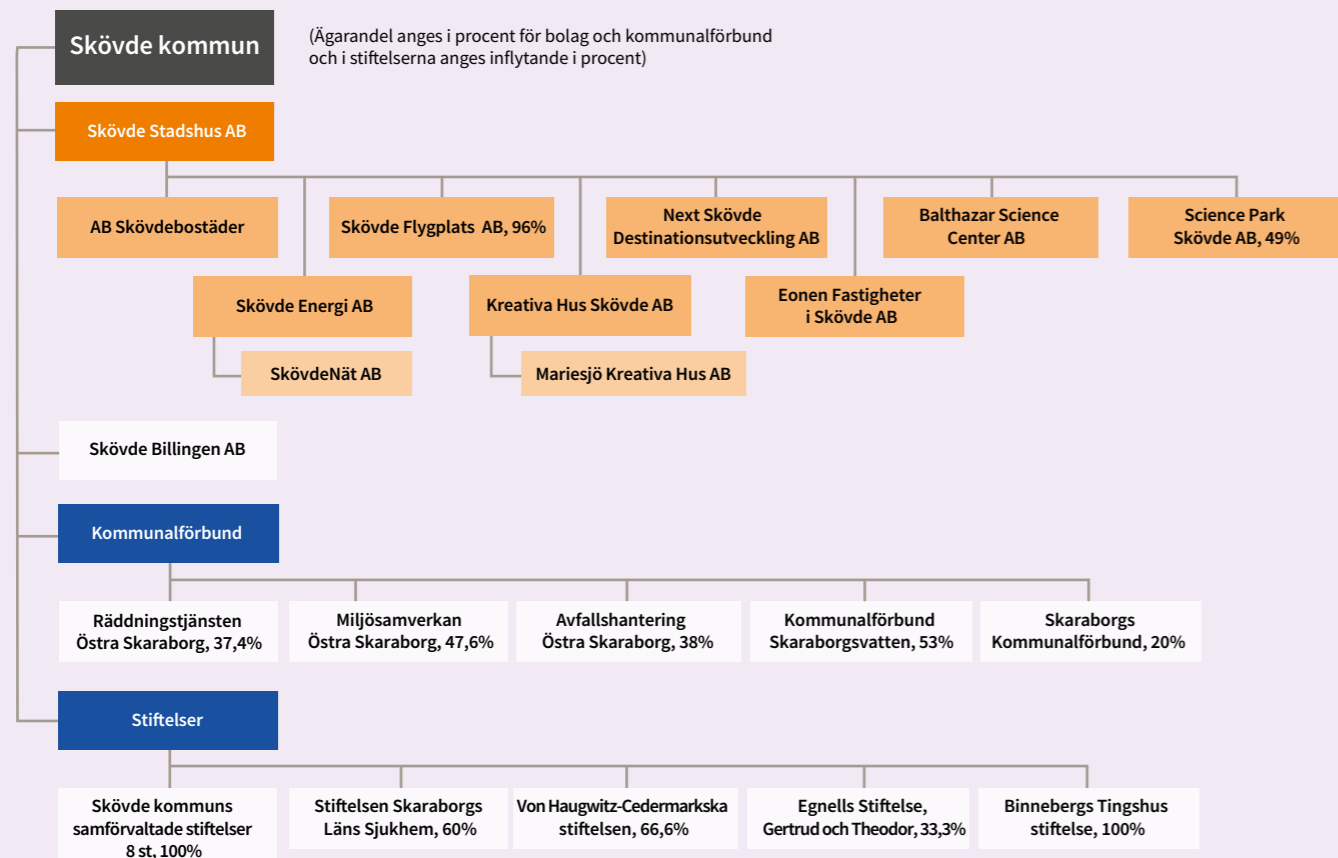 Skövde kommun
(Ägarandel anges i procent för bolag och kommunalförbund
och i stiftelserna anges inflytande i procent)
Skövde Stadshus AB
AB Skövdebostäder
Skövde Flygplats AB, 96%
Next Skövde
Destinationsutveckling AB
Balthazar Science
Center AB
Science Park
Skövde AB, 49%
Skövde Energi AB
Kreativa Hus Skövde AB
Eonen Fastigheter
i Skövde AB
SkövdeNät AB
Mariesjö Kreativa Hus AB
Skövde Billingen AB
Kommunalförbund
Räddningstjänsten
Östra Skaraborg, 37,4%
Miljösamverkan
Östra Skaraborg, 47,6%
Avfallshantering
Östra Skaraborg, 38%
Kommunalförbund
Skaraborgsvatten, 53%
Skaraborgs
Kommunalförbund, 20%
Stiftelser
Skövde kommuns
samförvaltade stiftelser
8 st, 100%
Stiftelsen Skaraborgs
Läns Sjukhem, 60%
Von Haugwitz-Cedermarkska
stiftelsen, 66,6%
Egnells Stiftelse,
Gertrud och Theodor, 33,3%
Binnebergs Tingshus
stiftelse, 100%